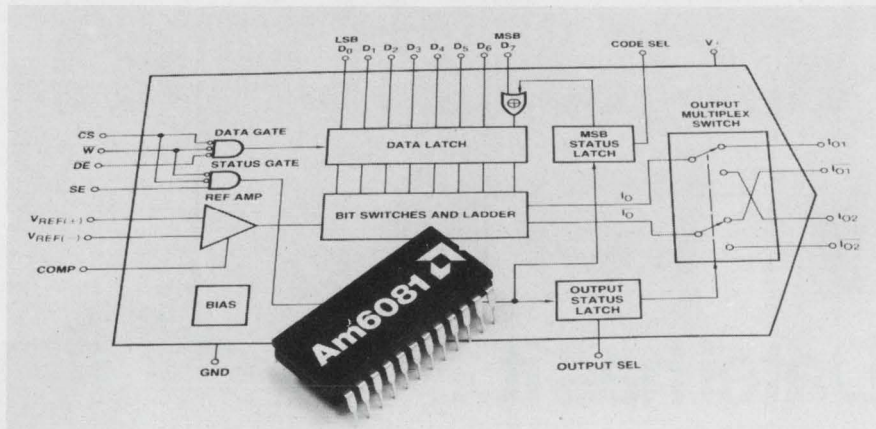 LSB MSB
D0 D1 D2 D3 D4 D5 D6 D7
CODE SEL
V-
CS
W
DE
SE
DATA GATE
STATUS GATE
REF AMP
DATA LATCH
MSB
STATUS
LATCH
OUTPUT
MULTIPLEX
SWITCH
IO1
IO1
IO2
IO2
VREF(+)
VREF(-)
COMP
BIT SWITCHES AND LADDER
IO
IO
BIAS
Am6081
OUTPUT
STATUS
LATCH
GND
OUTPUT SEL